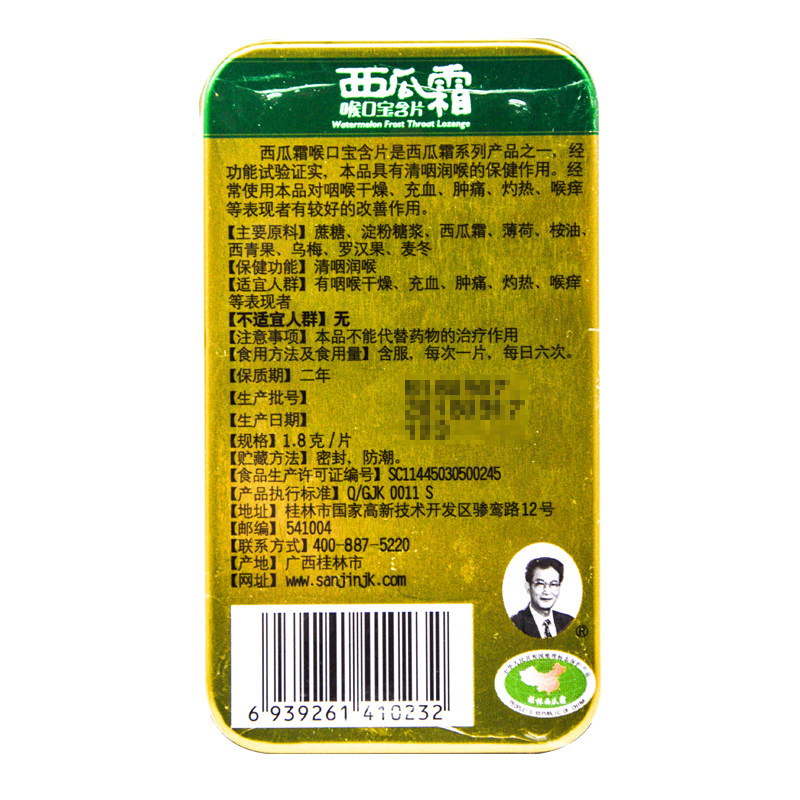 西瓜霜
喉口宝含片
Watermelon Frost Throat Lozenge
西瓜霜喉口宝含片是西瓜霜系列产品之一，经
功能试验证实，本品具有清咽润喉的保健作用。经
常使用本品对咽喉干燥、充血、肿痛、灼热、喉痒
等表现者有较好的改善作用。
【主要原料】蔗糖、淀粉糖浆、西瓜霜、薄荷、桉油、
西青果、乌梅、罗汉果、麦冬
【保健功能】清咽润喉
【适宜人群】有咽喉干燥、充血、肿痛、灼热、喉痒
等表现者
【不适宜人群】无
【注意事项】本品不能代替药物的治疗作用
【食用方法及食用量】含服，每次一片，每日六次。
【保质期】二年
【生产批号】
【生产日期】
【规格】1.8克/片
【贮藏方法】密封，防潮。
【食品生产许可证编号】SC11445030500245
【产品执行标准】Q/GJK 0011 S
【地址】桂林市国家高新技术开发区骖鸾路12号
【邮编】541004
【联系方式】400-887-5220
【产地】广西桂林市
【网址】www.sanjinjk.com
®
桂林西瓜霜
6 939261 410232